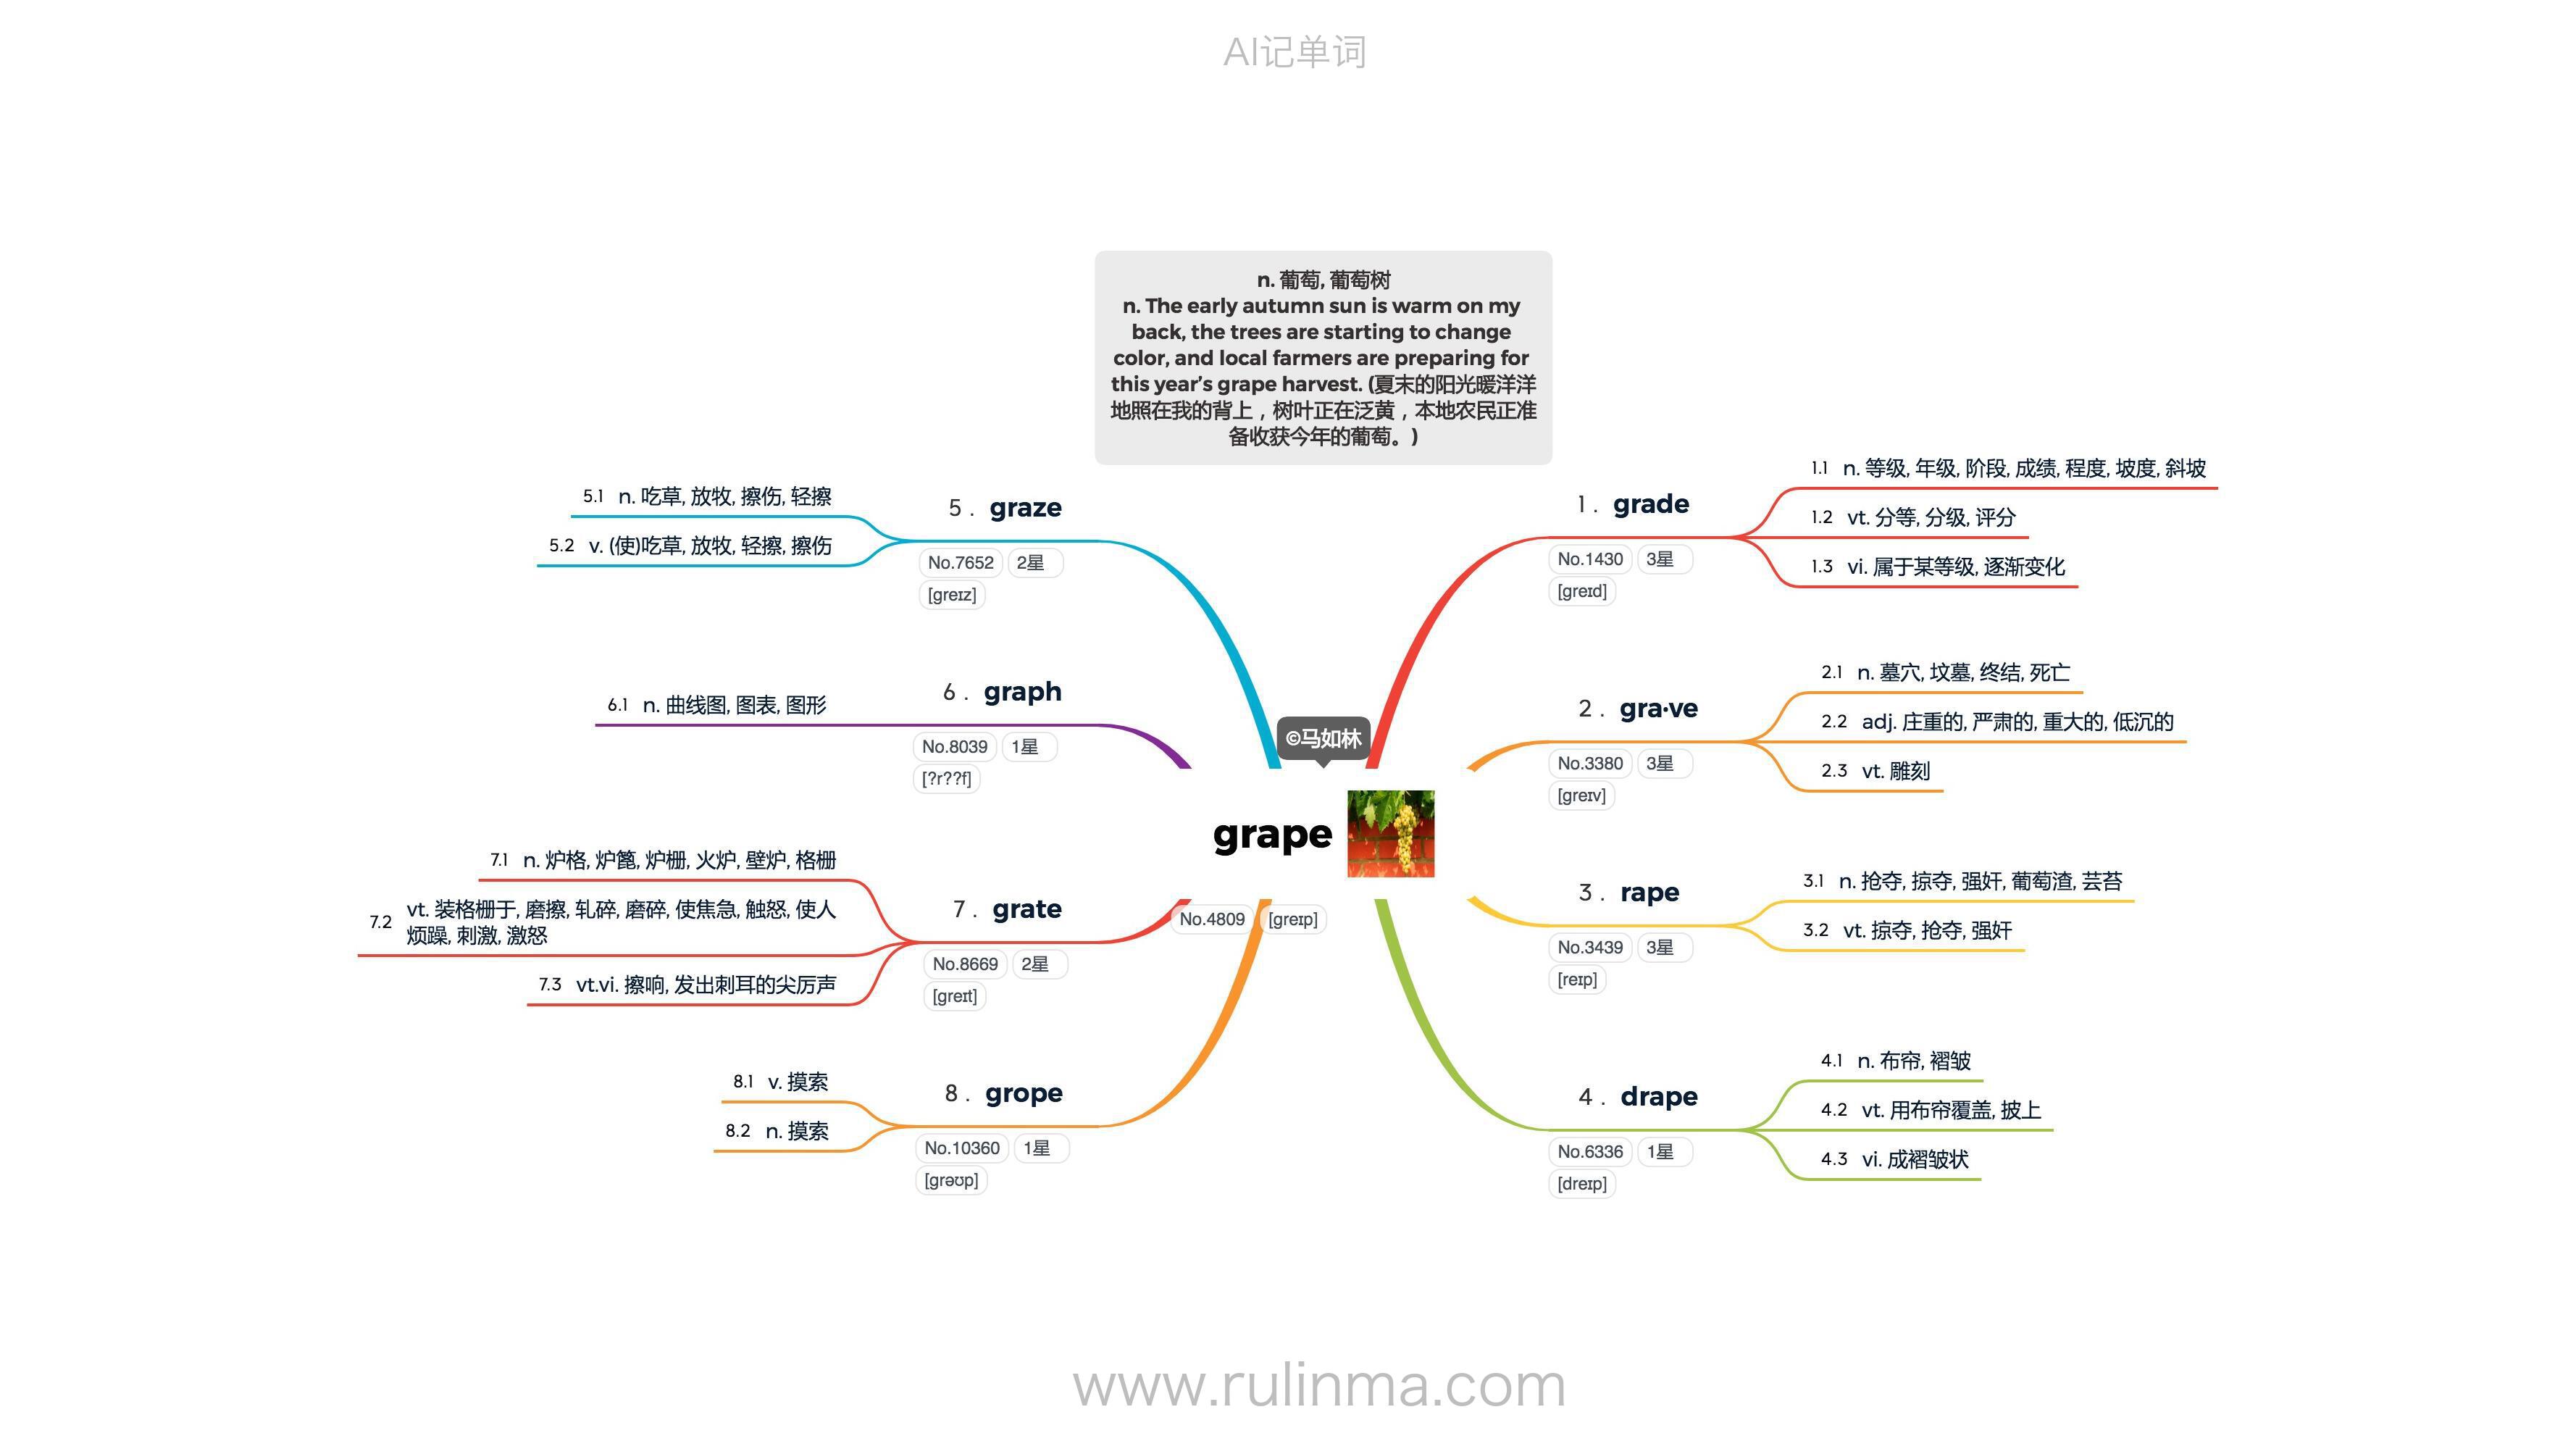 AI记单词
n. 葡萄, 葡萄树
n. The early autumn sun is warm on my
back, the trees are starting to change
color, and local farmers are preparing for
this year’s grape harvest. (夏末的阳光暖洋洋
地照在我的背上，树叶正在泛黄，本地农民正准
备收获今年的葡萄。)
©马如林
grape
No.4809 [greɪp]
1. grade
No.1430 3星
[greɪd]
1.1 n. 等级, 年级, 阶段, 成绩, 程度, 坡度, 斜坡
1.2 vt. 分等, 分级, 评分
1.3 vi. 属于某等级, 逐渐变化
2. gra·ve
No.3380 3星
[greɪv]
2.1 n. 墓穴, 坟墓, 终结, 死亡
2.2 adj. 庄重的, 严肃的, 重大的, 低沉的
2.3 vt. 雕刻
3. rape
No.3439 3星
[reɪp]
3.1 n. 抢夺, 掠夺, 强奸, 葡萄渣, 芸苔
3.2 vt. 掠夺, 抢夺, 强奸
4. drape
No.6336 1星
[dreɪp]
4.1 n. 布帘, 褶皱
4.2 vt. 用布帘覆盖, 披上
4.3 vi. 成褶皱状
5. graze
No.7652 2星
[greɪz]
5.1 n. 吃草, 放牧, 擦伤, 轻擦
5.2 v. (使)吃草, 放牧, 轻擦, 擦伤
6. graph
No.8039 1星
[?r??f]
6.1 n. 曲线图, 图表, 图形
7. grate
No.8669 2星
[greɪt]
7.1 n. 炉格, 炉篦, 炉栅, 火炉, 壁炉, 格栅
7.2 vt. 装格栅于, 磨擦, 轧碎, 磨碎, 使焦急, 触怒, 使人
烦躁, 刺激, 激怒
7.3 vt.vi. 擦响, 发出刺耳的尖厉声
8. grope
No.10360 1星
[grəʊp]
8.1 v. 摸索
8.2 n. 摸索
www.rulinma.com